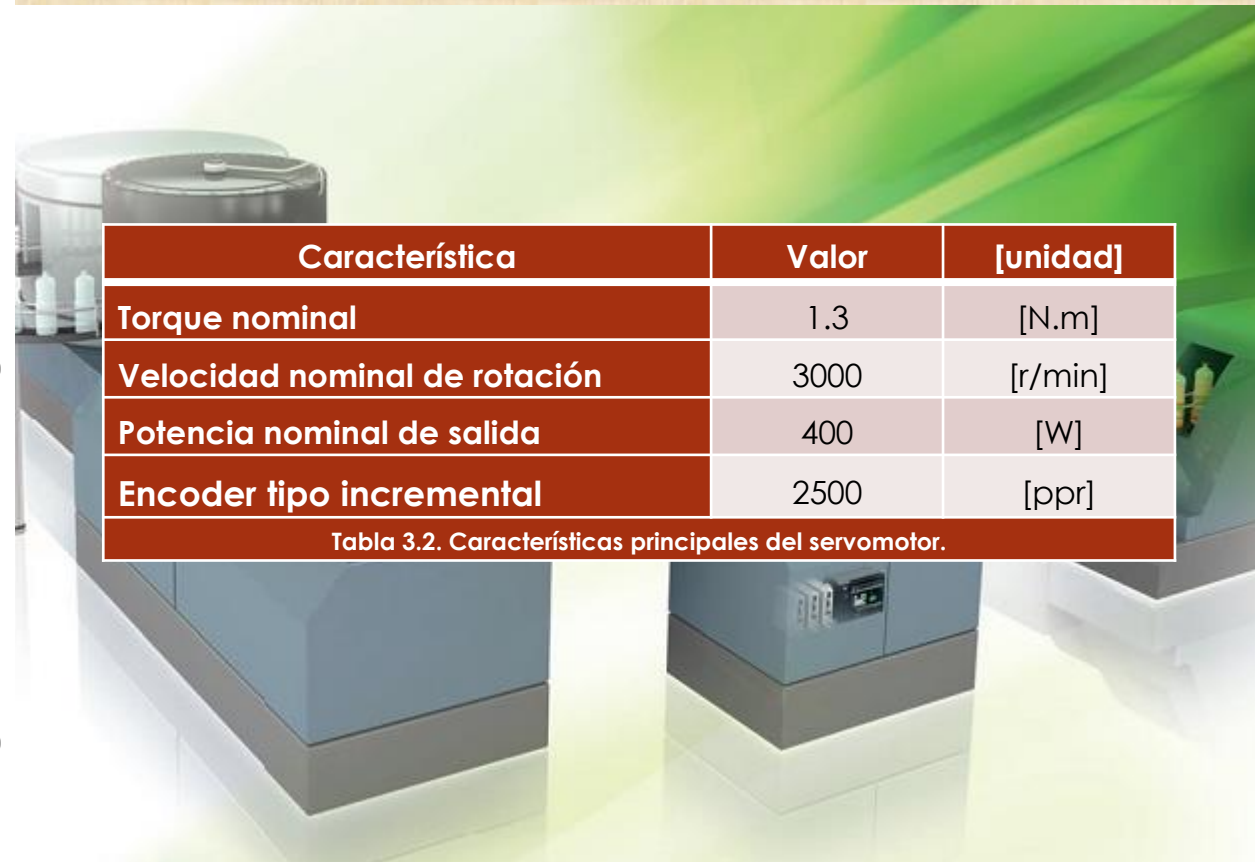 Característica Valor [unidad]
Torque nominal 1.3 [N.m]
Velocidad nominal de rotación 3000 [r/min]
Potencia nominal de salida 400 [W]
Encoder tipo incremental 2500 [ppr]
Tabla 3.2. Características principales del servomotor.